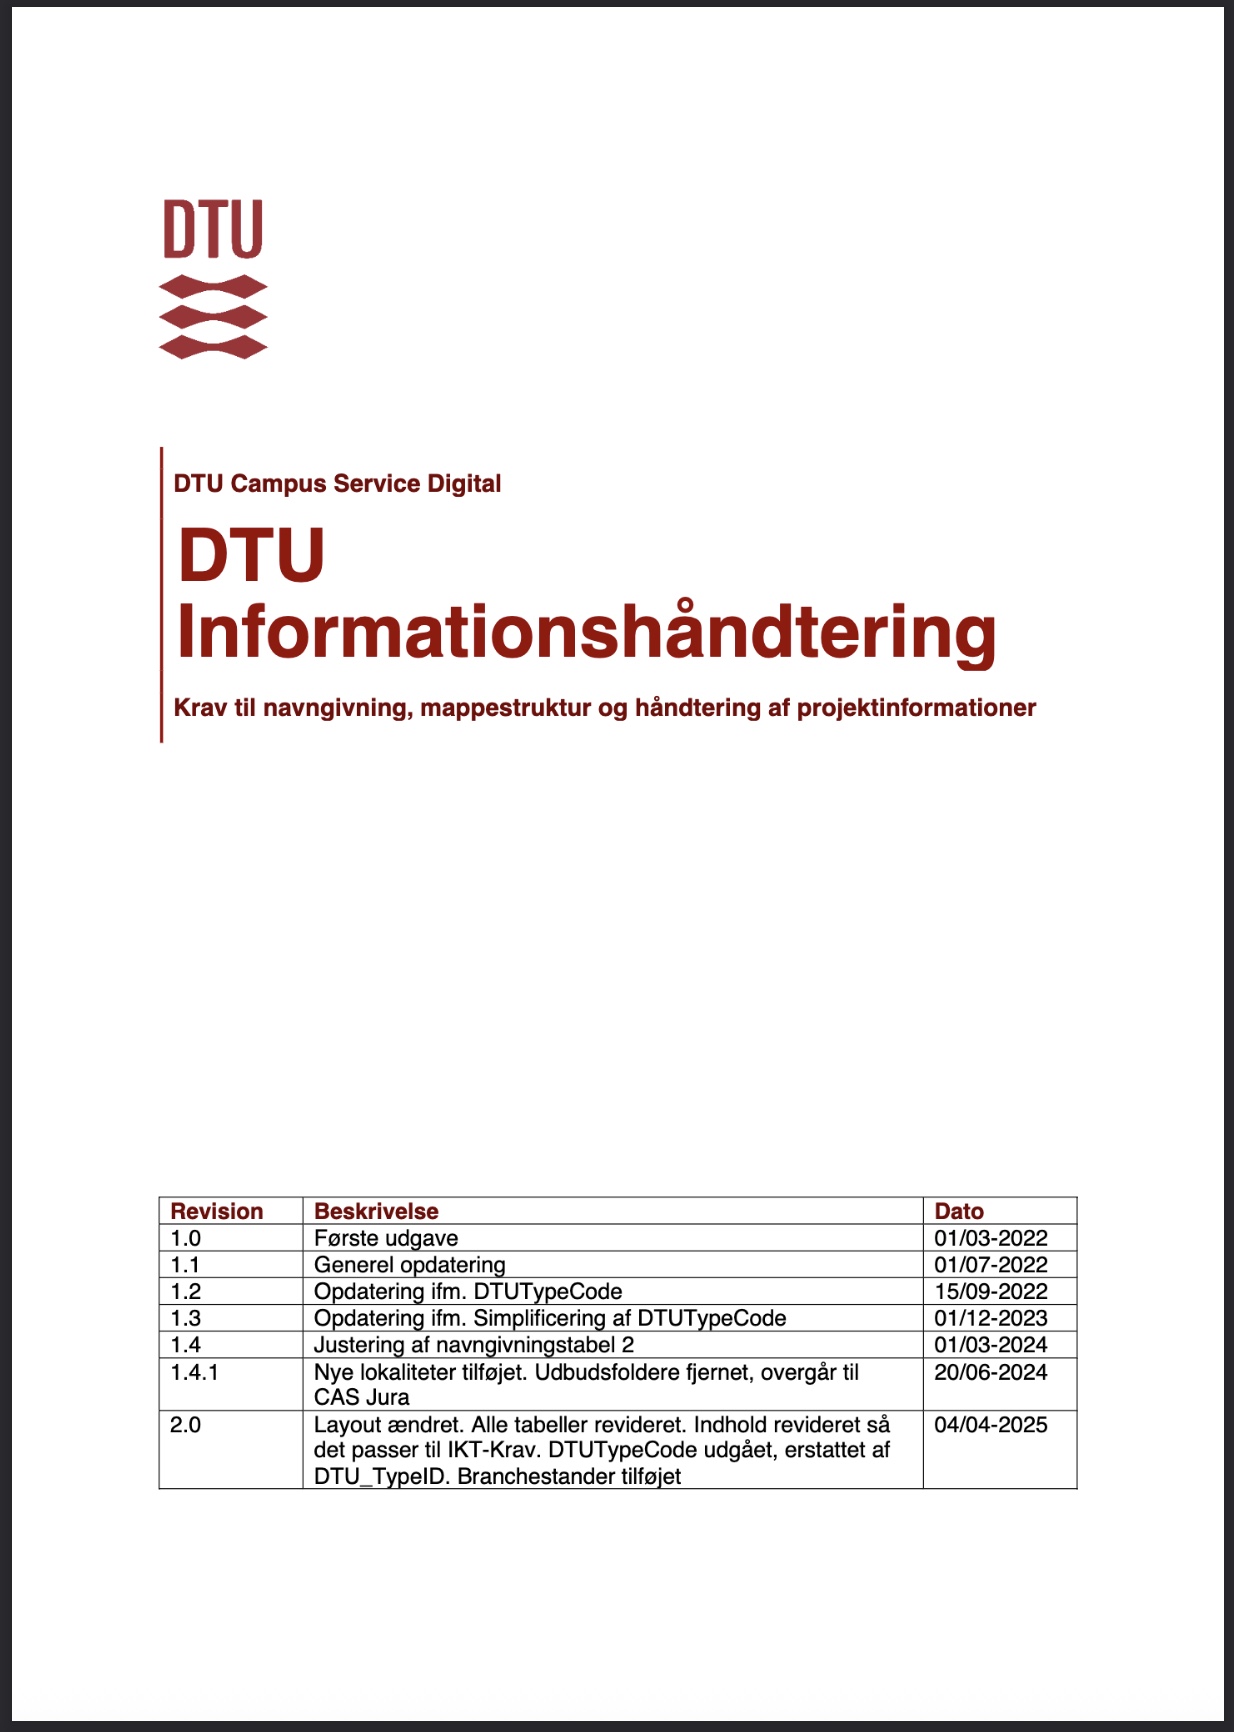 DTU
DTU Campus Service Digital
DTU
Informationshåndtering
Krav til navngivning, mappestruktur og håndtering af projektinformationer
Revision Beskrivelse Dato
1.0 Første udgave 01/03-2022
1.1 Generel opdatering 01/07-2022
1.2 Opdatering ifm. DTUTypeCode 15/09-2022
1.3 Opdatering ifm. Simplificering af DTUTypeCode 01/12-2023
1.4 Justering af navngivningstabel 2 01/03-2024
1.4.1 Nye lokaliteter tilføjet. Udbudsfoldere fjernet, overgår til 20/06-2024
CAS Jura
2.0 Layout ændret. Alle tabeller revideret. Indhold revideret så 04/04-2025
det passer til IKT-Krav. DTUTypeCode udgået, erstattet af
DTU_TypeID. Branchestander tilføjet